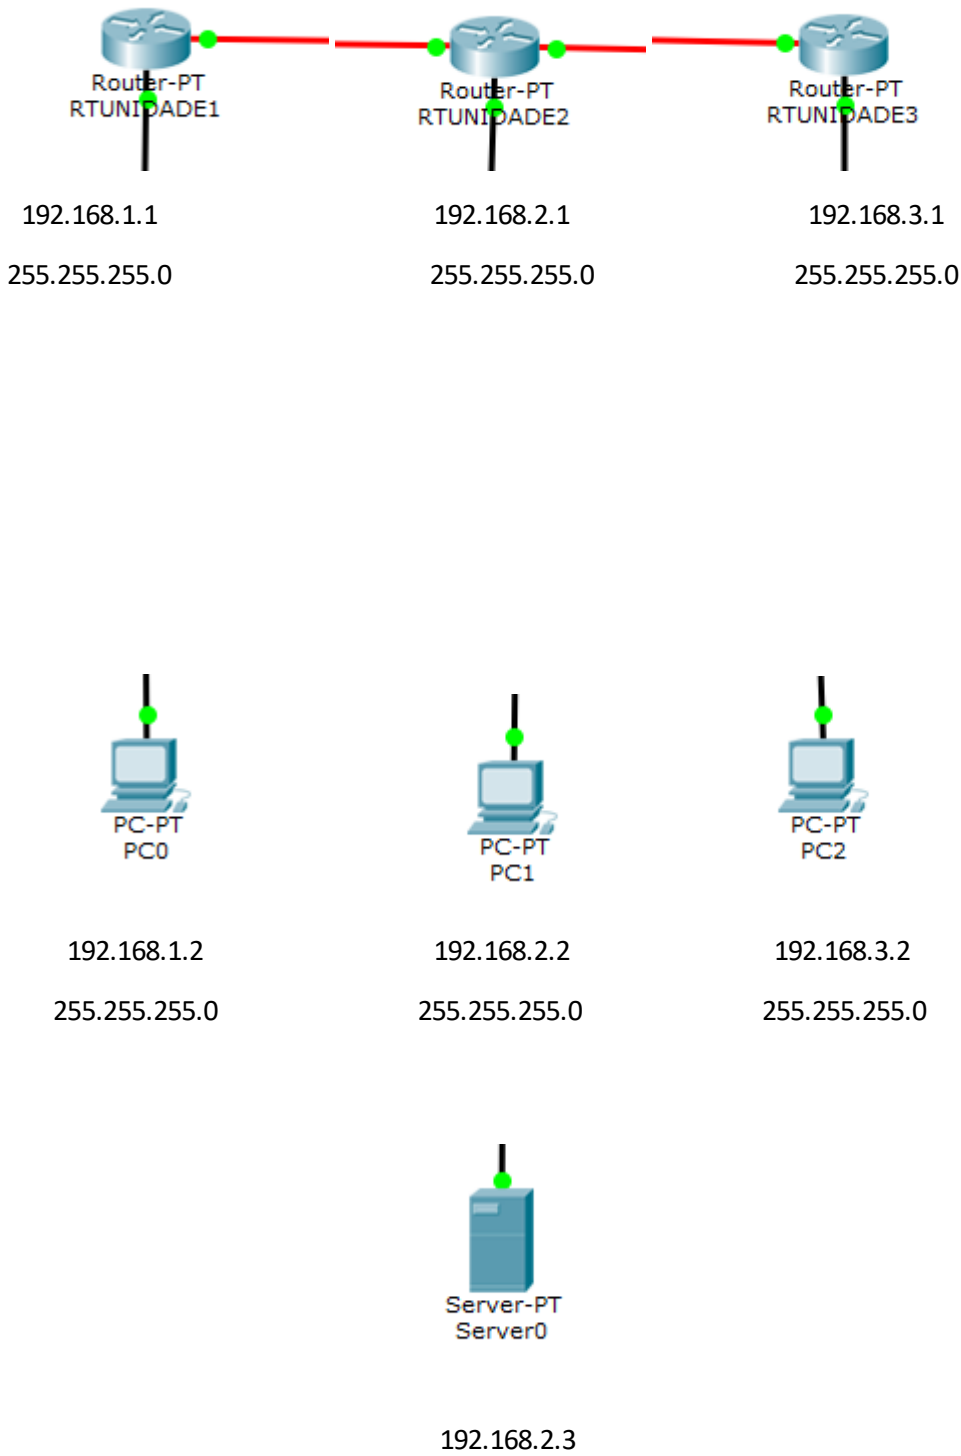 Router-PT
RTUNIDADE1
Router-PT
RTUNIDADE2
Router-PT
RTUNIDADE3
192.168.1.1
192.168.2.1
192.168.3.1
255.255.255.0
255.255.255.0
255.255.255.0
PC-PT
PC0
PC-PT
PC1
PC-PT
PC2
192.168.1.2
192.168.2.2
192.168.3.2
255.255.255.0
255.255.255.0
255.255.255.0
Server-PT
Server0
192.168.2.3